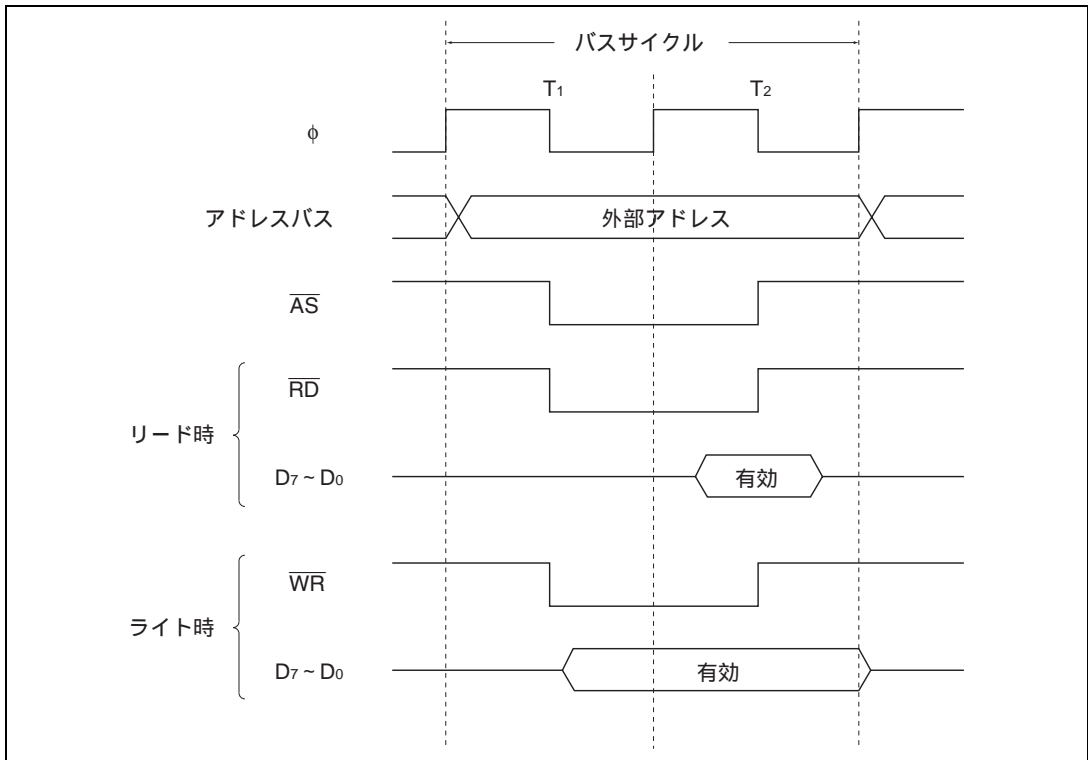 バスサイクル
T1 T2
φ
アドレスバス 外部アドレス
AS
RD
リード時
D7 ~ D0 有効
WR
ライト時
D7 ~ D0 有効